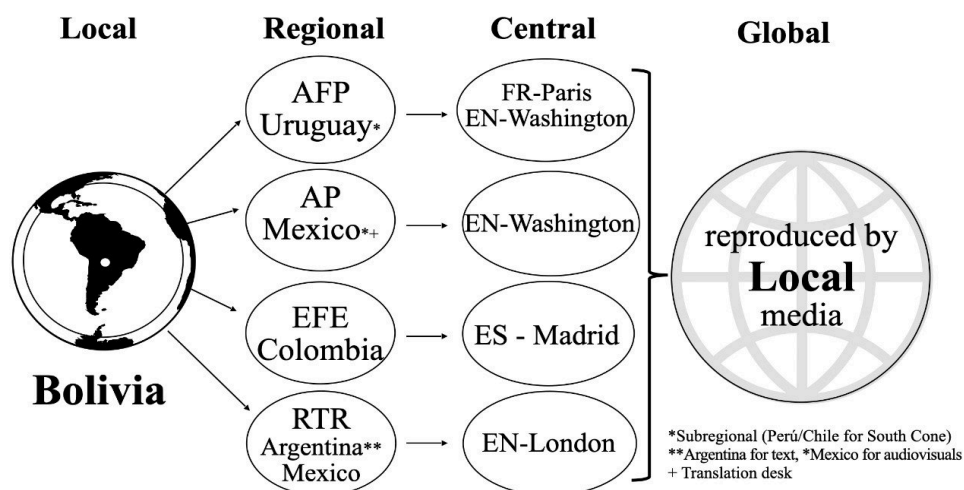 Local
Regional
Central
Global
AFP
Uruguay*
FR-Paris
EN-Washington
AP
Mexico*+
EN-Washington
EFE
Colombia
ES - Madrid
RTR
Argentina**
Mexico
EN-London
Bolivia
reproduced by
Local
media
*Subregional (Perú/Chile for South Cone)
**Argentina for text, *Mexico for audiovisuals
+ Translation desk